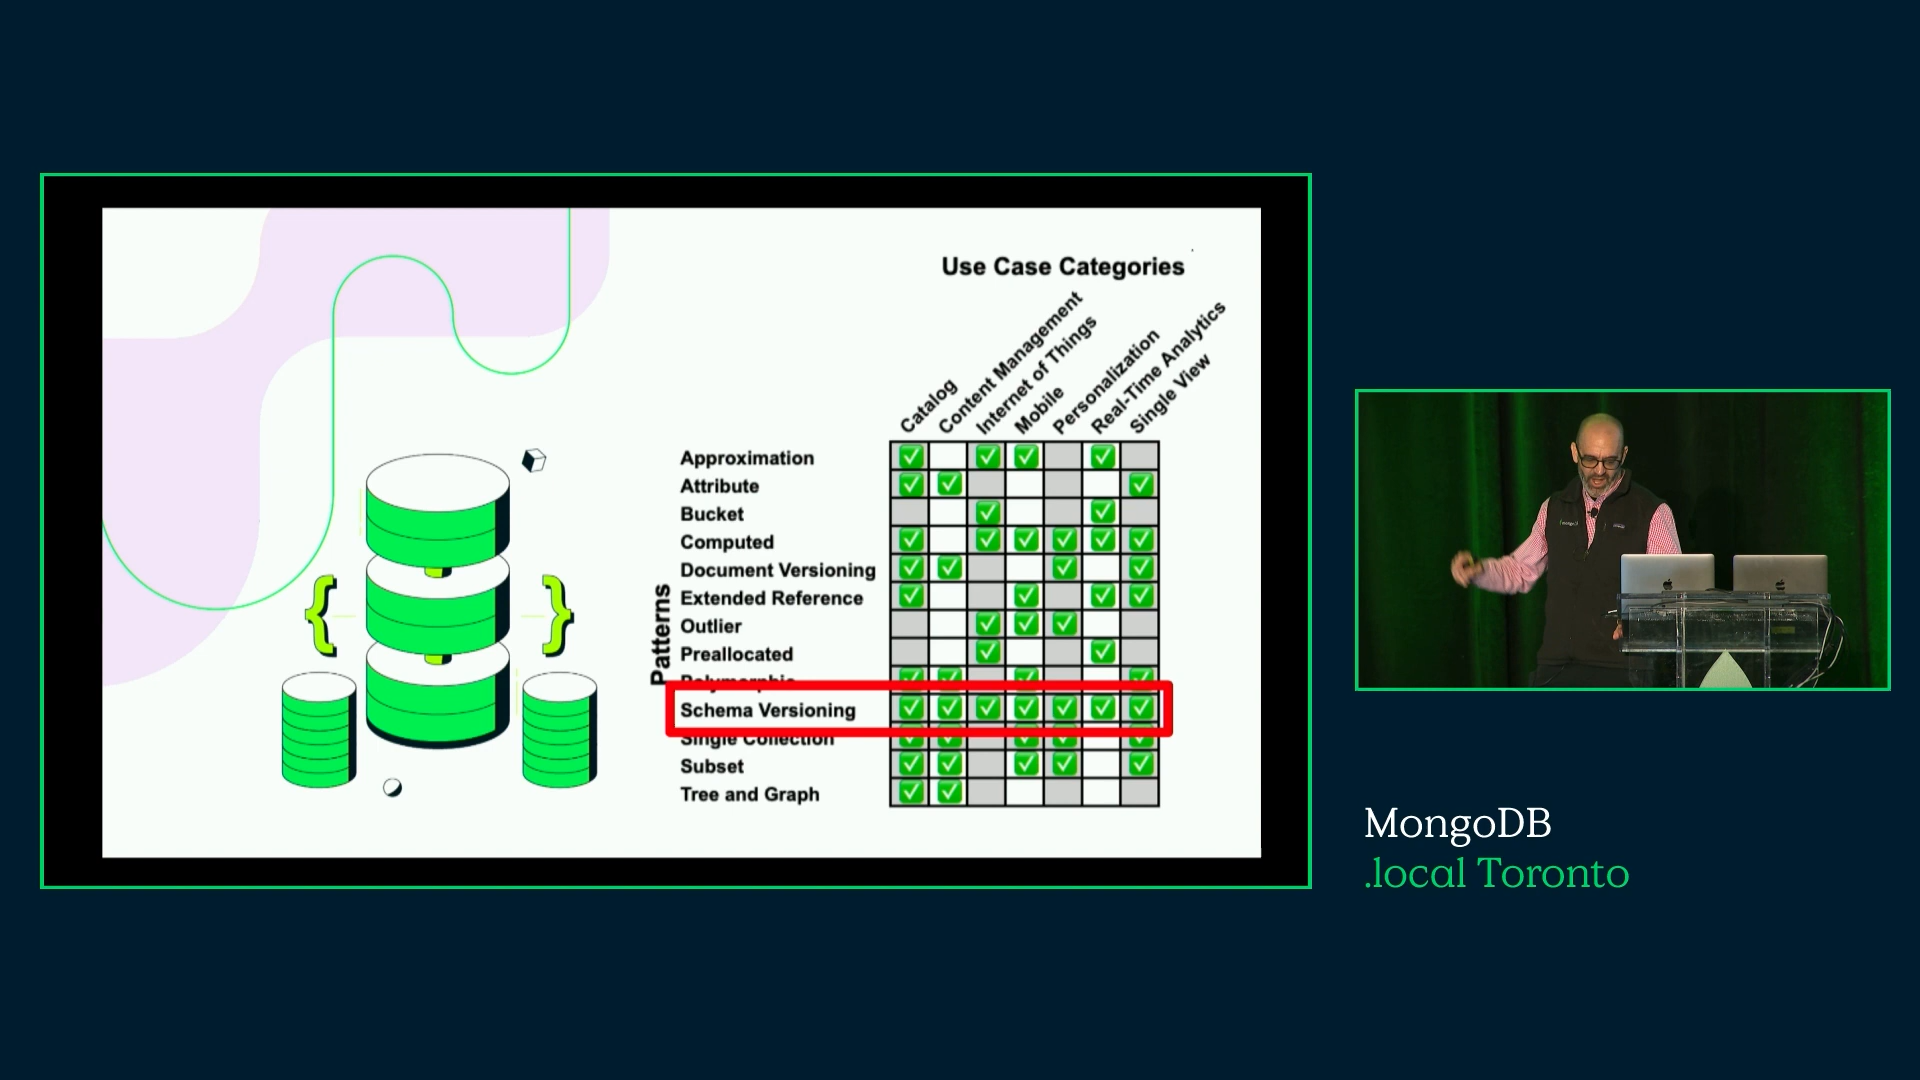 Use Case Categories
Catalog
Content Management
Internet of Things
Mobile
Personalization
Real-Time Analytics
Single View
Patterns
Approximation
Attribute
Bucket
Computed
Document Versioning
Extended Reference
Outlier
Preallocated
Polymorphic
Schema Versioning
Single Collection
Subset
Tree and Graph
MongoDB
.local Toronto